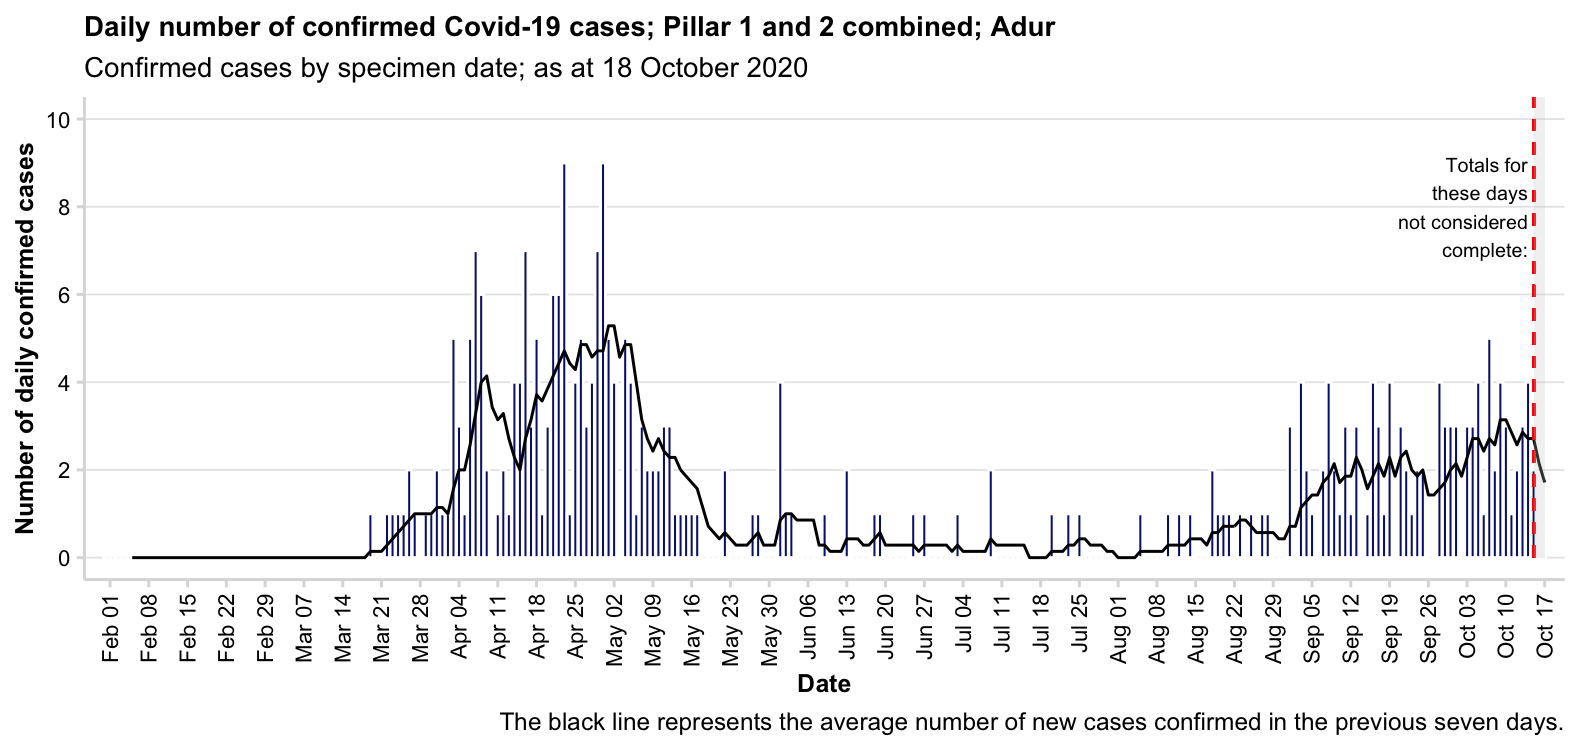 Daily number of confirmed Covid-19 cases; Pillar 1 and 2 combined; Adur
Confirmed cases by specimen date; as at 18 October 2020
Number of daily confirmed cases
10
8
6
4
2
0
Totals for
these days
not considered
complete:
Feb 01
Feb 08
Feb 15
Feb 22
Feb 29
Mar 07
Mar 14
Mar 21
Mar 28
Apr 04
Apr 11
Apr 18
Apr 25
May 02
May 09
May 16
May 23
May 30
Jun 06
Jun 13
Jun 20
Jun 27
Jul 04
Jul 11
Jul 18
Jul 25
Aug 01
Aug 08
Aug 15
Aug 22
Aug 29
Sep 05
Sep 12
Sep 19
Sep 26
Oct 03
Oct 10
Oct 17
Date
The black line represents the average number of new cases confirmed in the previous seven days.